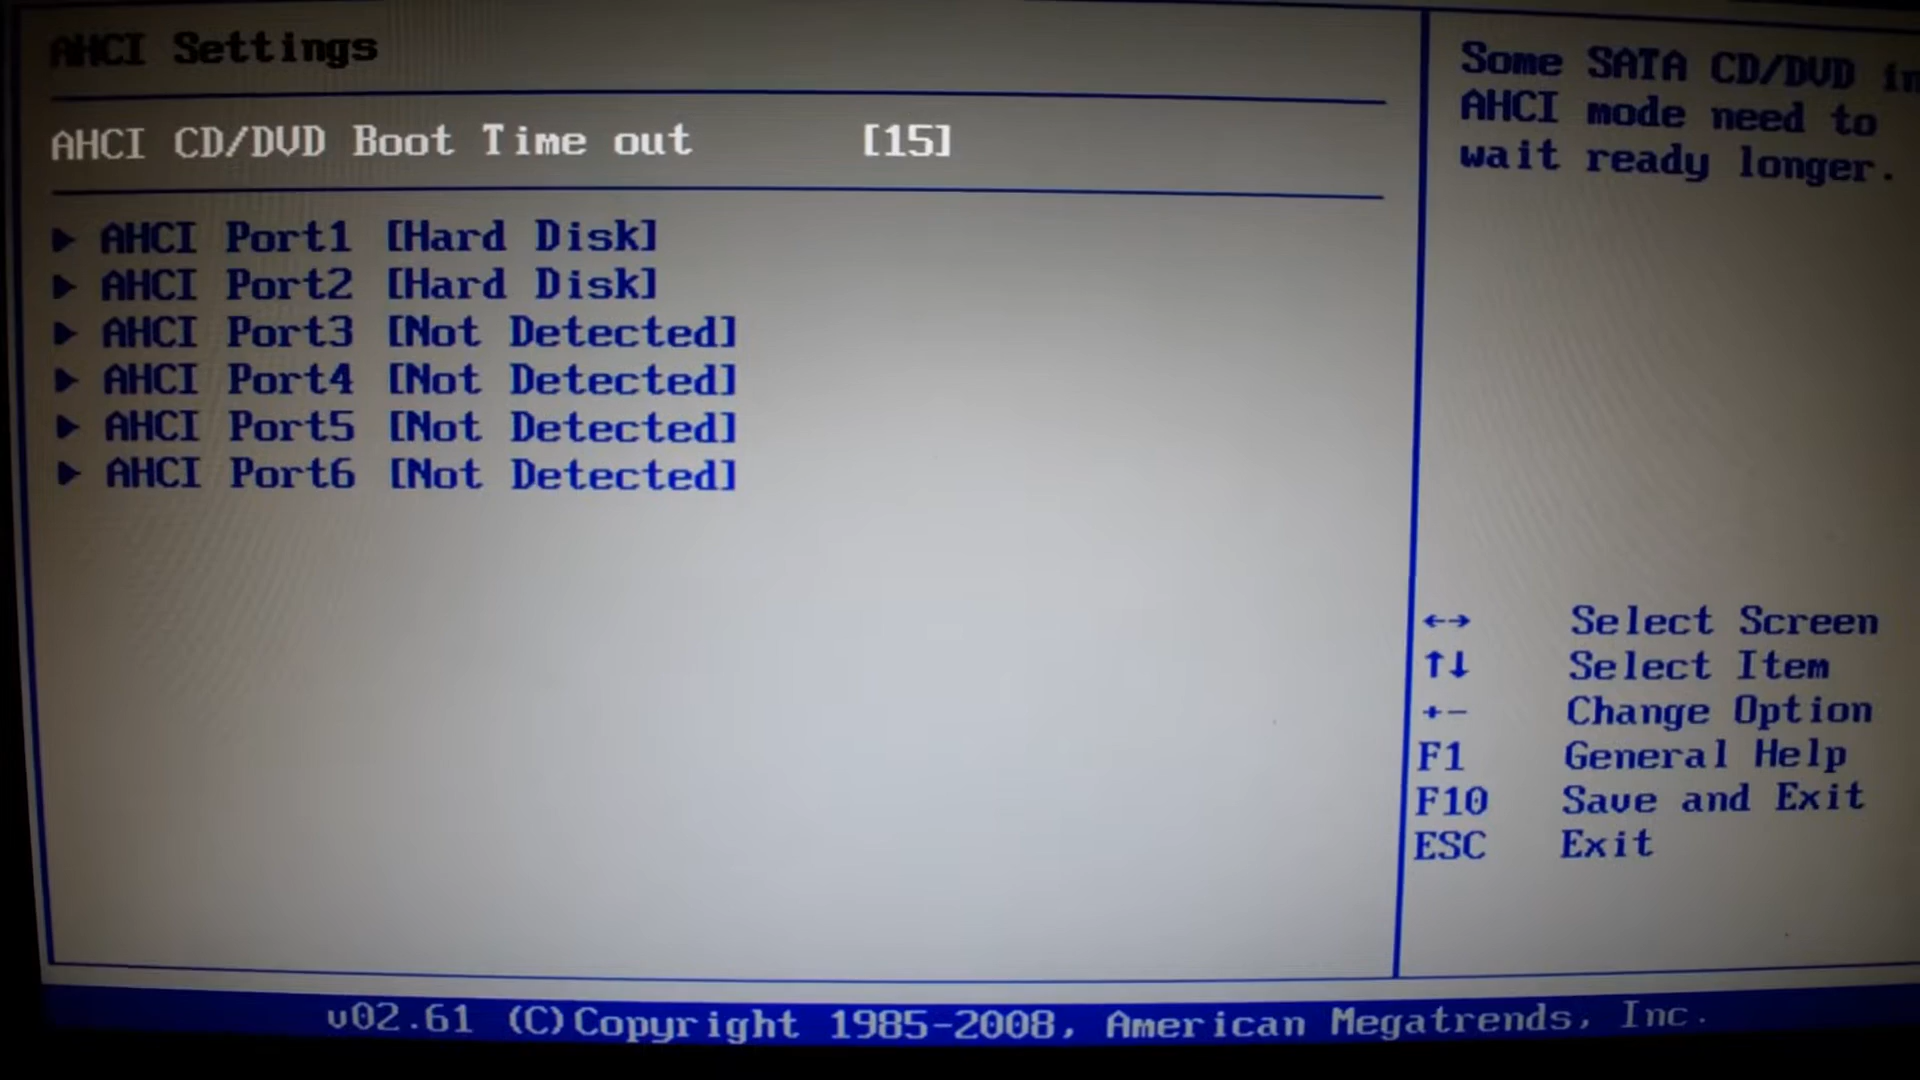 AHCI Settings
AHCI CD/DVD Boot Time out [15]
▶ AHCI Port1 [Hard Disk]
▶ AHCI Port2 [Hard Disk]
▶ AHCI Port3 [Not Detected]
▶ AHCI Port4 [Not Detected]
▶ AHCI Port5 [Not Detected]
▶ AHCI Port6 [Not Detected]
Some SATA CD/DVD in
AHCI mode need to
wait ready longer.
←→ Select Screen
↑↓ Select Item
+- Change Option
F1 General Help
F10 Save and Exit
ESC Exit
v02.61 (C)Copyright 1985-2008, American Megatrends, Inc.